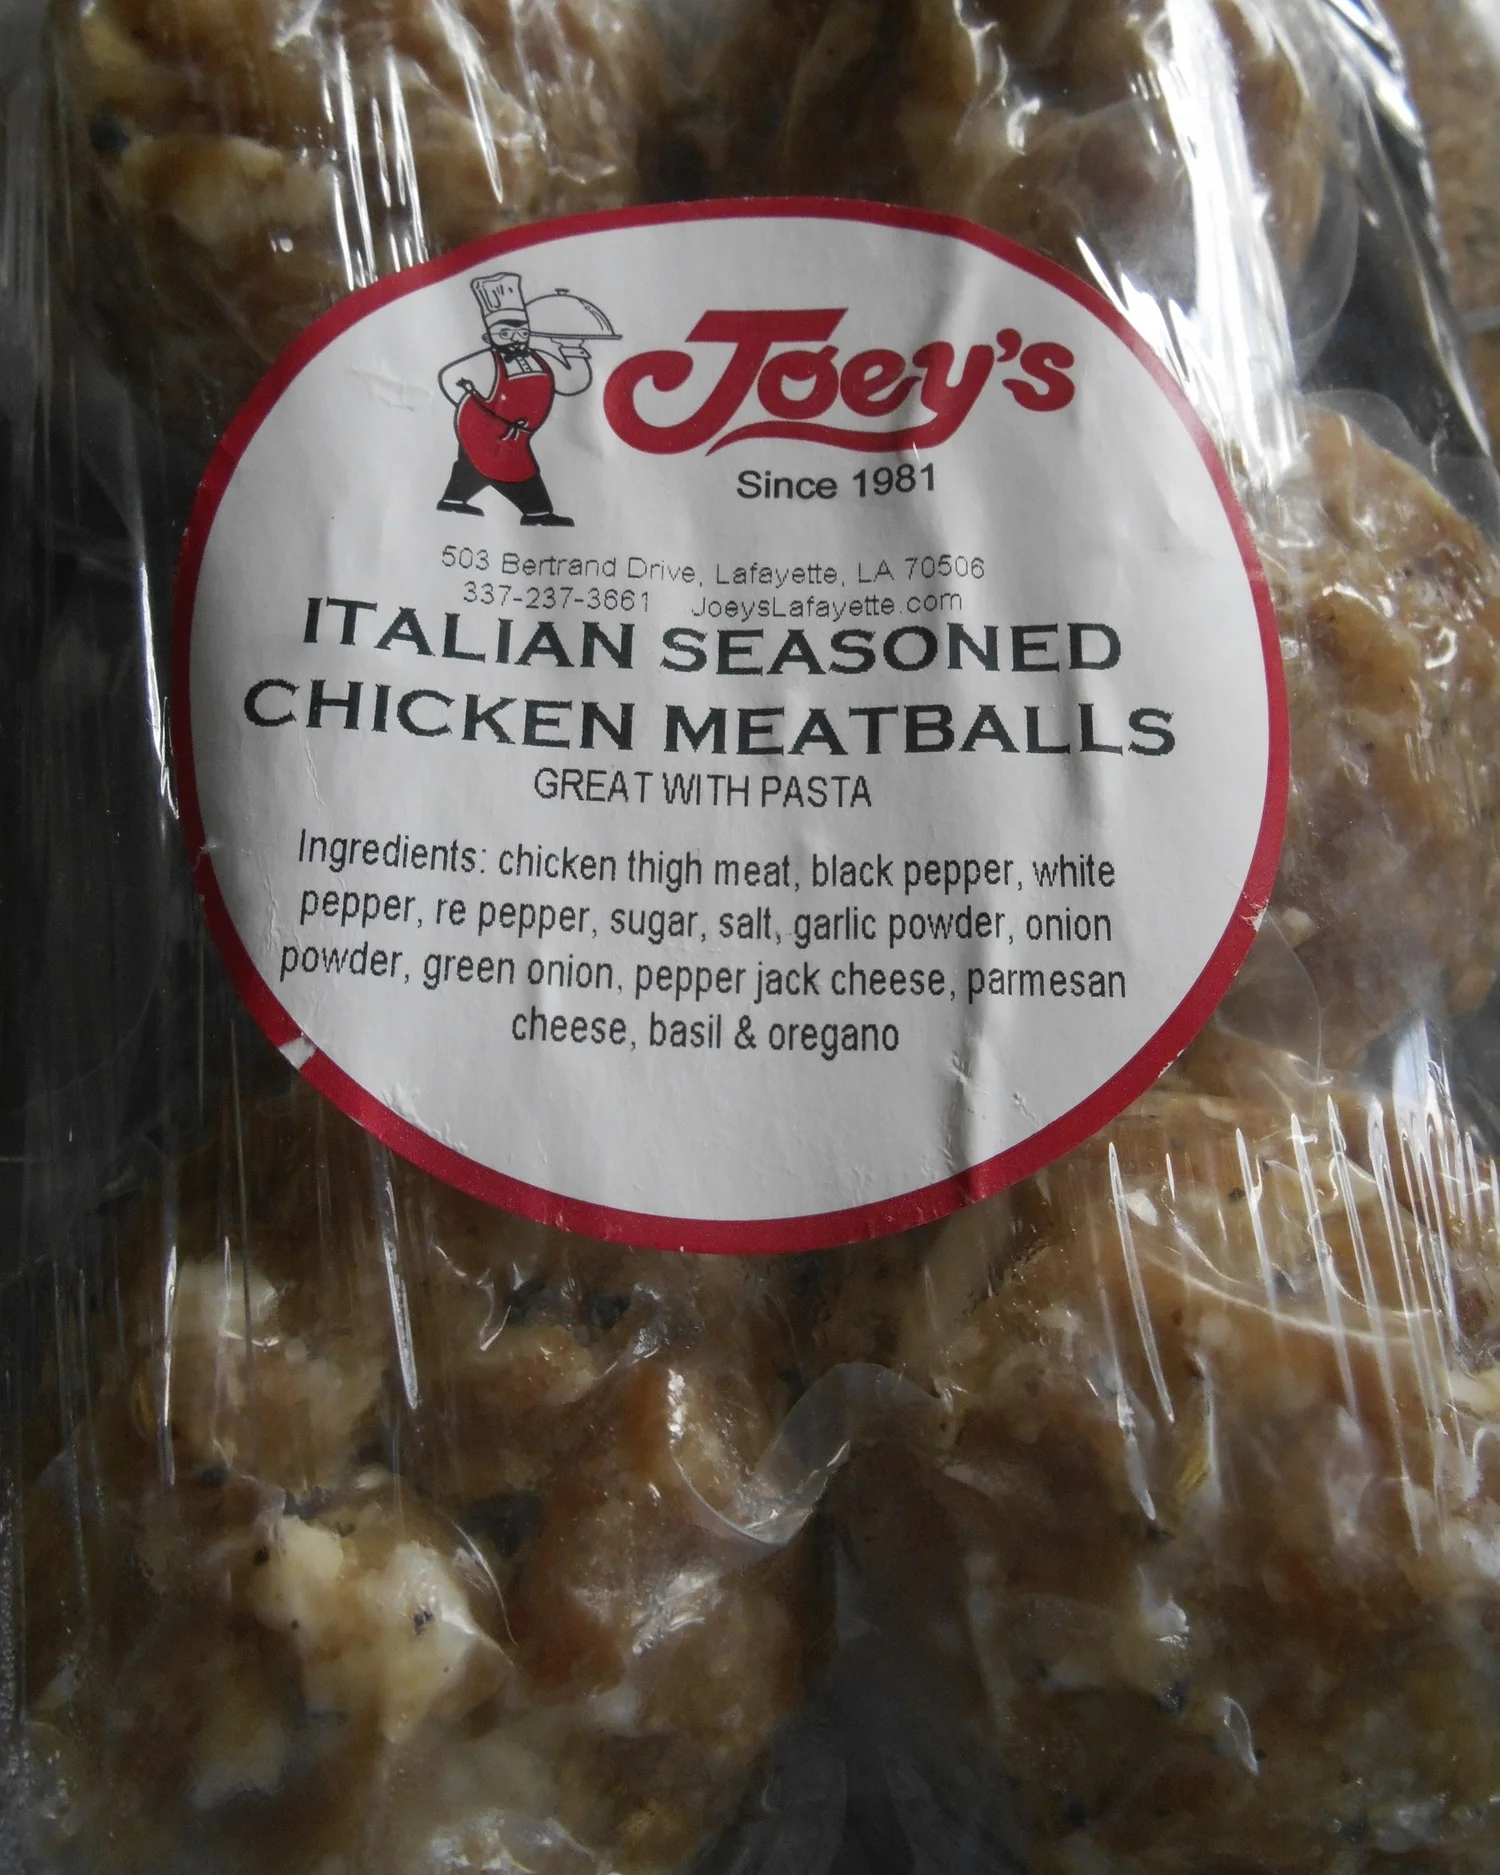 Joey's
Since 1981
503 Bertrand Drive, Lafayette, LA 70506
337-237-3661 JoeysLafayette.com
ITALIAN SEASONED
CHICKEN MEATBALLS
GREAT WITH PASTA
Ingredients: chicken thigh meat, black pepper, white
pepper, re pepper, sugar, salt, garlic powder, onion
powder, green onion, pepper jack cheese, parmesan
cheese, basil & oregano